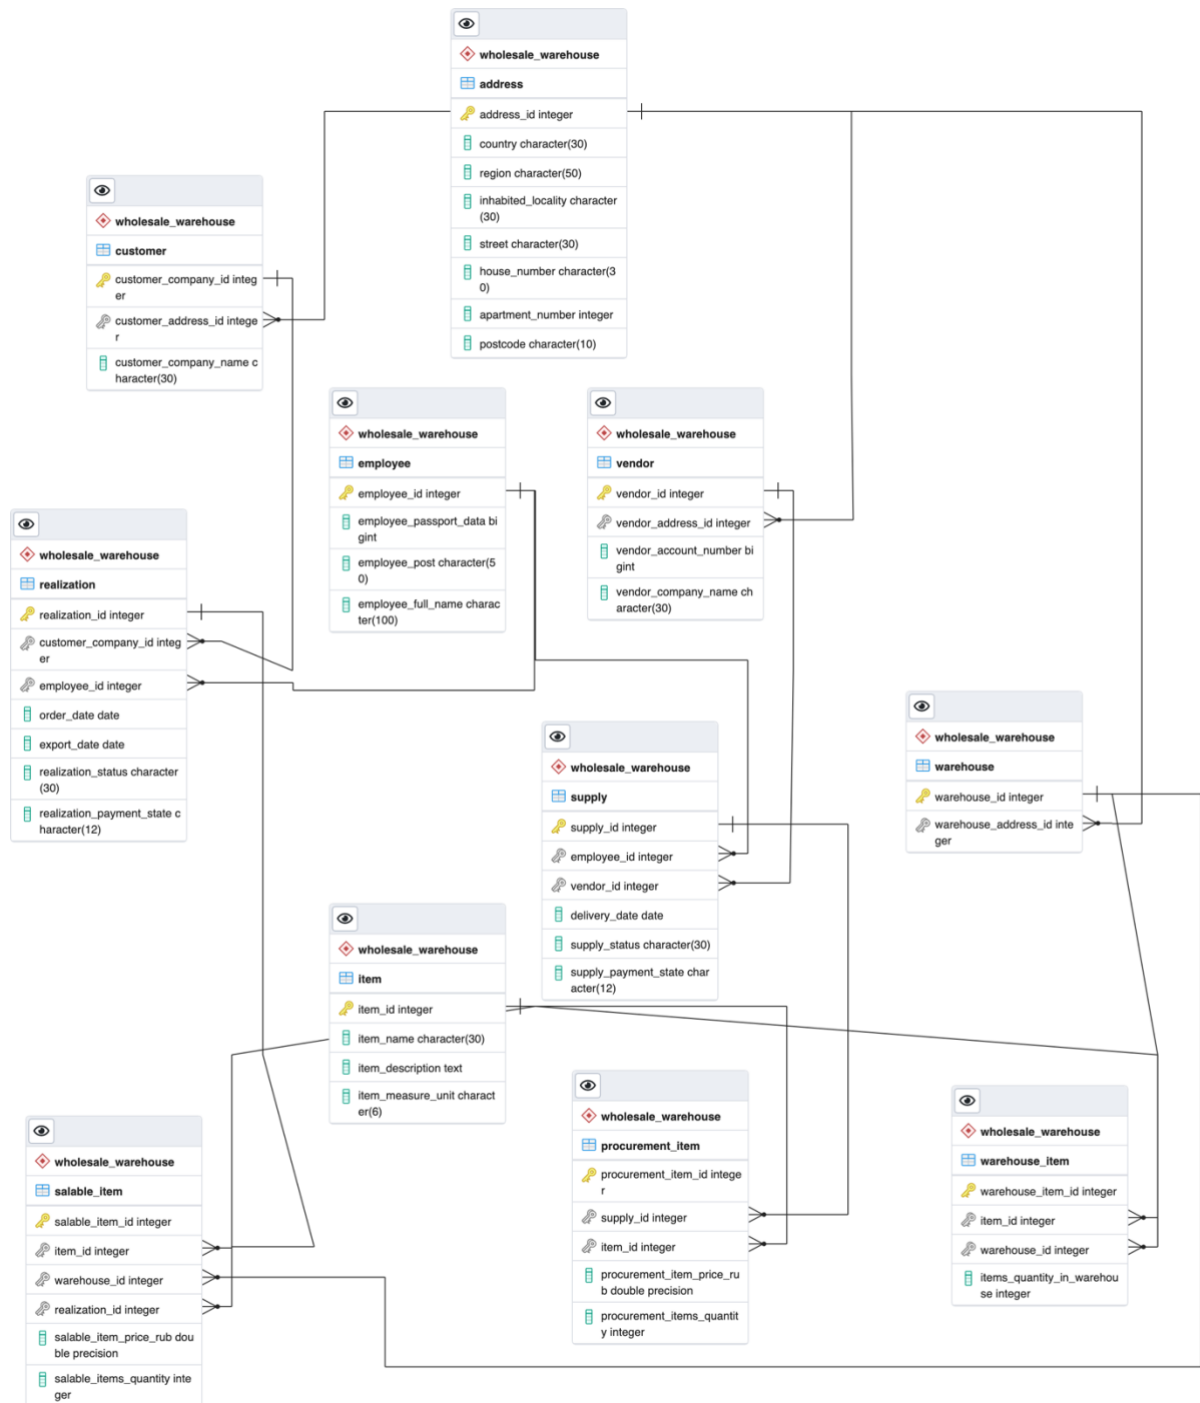 wholesale_warehouse
address
address_id integer
country character(30)
region character(50)
inhabited_locality character
(30)
street character(30)
house_number character(3
0)
apartment_number integer
postcode character(10)
wholesale_warehouse
customer
customer_company_id integ
er
customer_address_id intege
r
customer_company_name c
haracter(30)
wholesale_warehouse
employee
employee_id integer
employee_passport_data bi
gint
employee_post character(5
0)
employee_full_name charac
ter(100)
wholesale_warehouse
vendor
vendor_id integer
vendor_address_id integer
vendor_account_number bi
gint
vendor_company_name ch
aracter(30)
wholesale_warehouse
realization
realization_id integer
customer_company_id integ
er
employee_id integer
order_date date
export_date date
realization_status character
(30)
realization_payment_state c
haracter(12)
wholesale_warehouse
supply
supply_id integer
employee_id integer
vendor_id integer
delivery_date date
supply_status character(30)
supply_payment_state char
acter(12)
wholesale_warehouse
warehouse
warehouse_id integer
warehouse_address_id inte
ger
wholesale_warehouse
item
item_id integer
item_name character(30)
item_description text
item_measure_unit charact
er(6)
wholesale_warehouse
salable_item
salable_item_id integer
item_id integer
warehouse_id integer
realization_id integer
salable_item_price_rub dou
ble precision
salable_items_quantity inte
ger
wholesale_warehouse
procurement_item
procurement_item_id intege
r
supply_id integer
item_id integer
procurement_item_price_ru
b double precision
procurement_items_quantit
y integer
wholesale_warehouse
warehouse_item
warehouse_item_id integer
item_id integer
warehouse_id integer
items_quantity_in_warehou
se integer